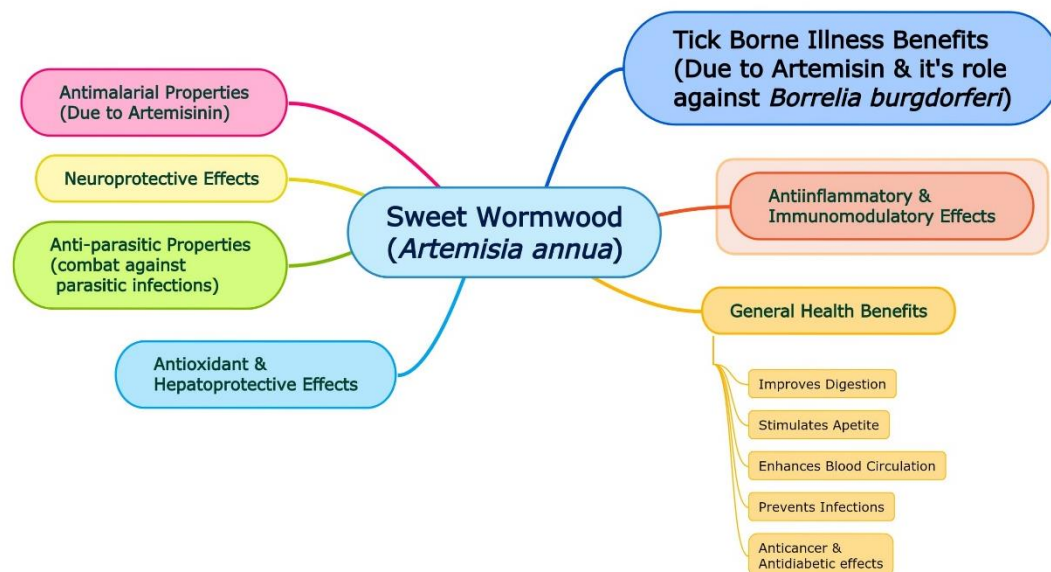 Tick Borne Illness Benefits
(Due to Artemisin & it's role
against Borrelia burgdorferi)
Antimalarial Properties
(Due to Artemisinin)
Neuroprotective Effects
Sweet Wormwood
(Artemisia annua)
Antiinflammatory &
Immunomodulatory Effects
Anti-parasitic Properties
(combat against
parasitic infections)
General Health Benefits
Antioxidant &
Hepatoprotective Effects
Improves Digestion
Stimulates Apetite
Enhances Blood Circulation
Prevents Infections
Anticancer &
Antidiabetic effects